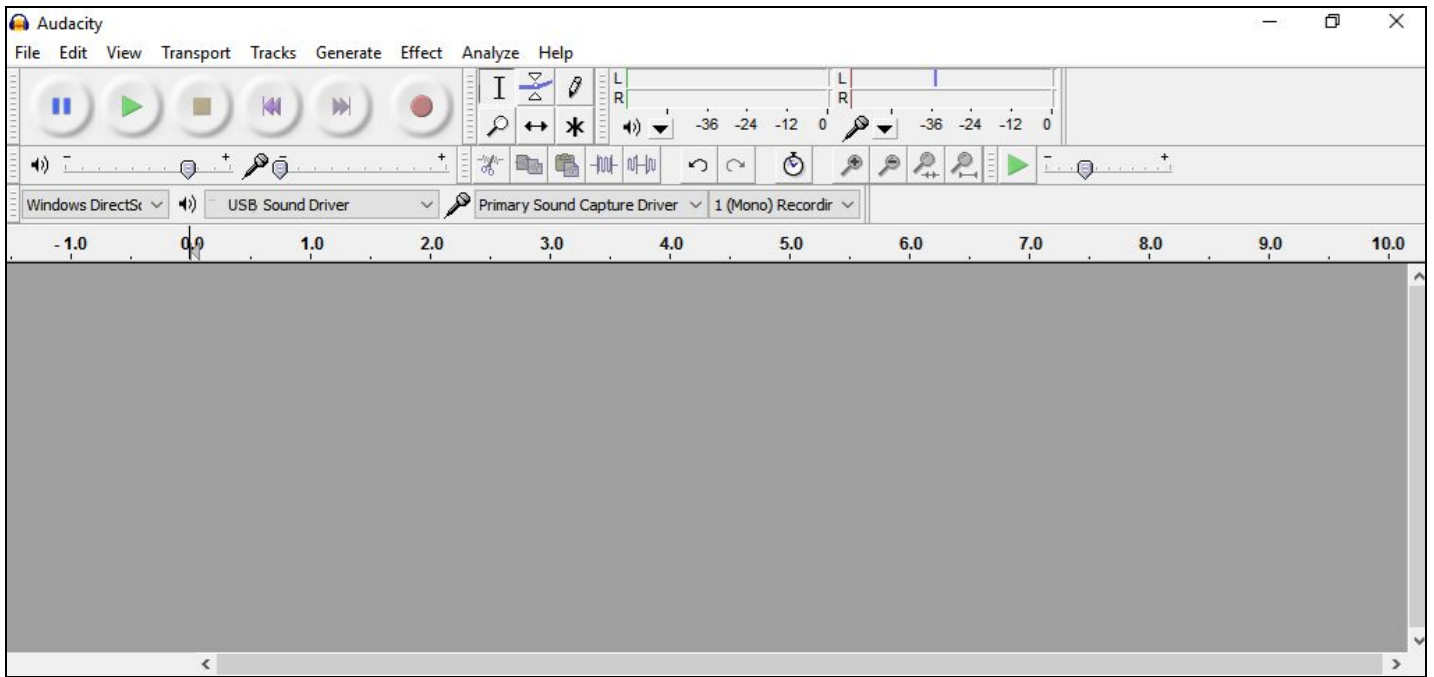 Audacity
File Edit View Transport Tracks Generate Effect Analyze Help
L L
R R
-36 -24 -12 0 -36 -24 -12 0
- + - + - +
Windows DirectSo USB Sound Driver Primary Sound Capture Driver 1 (Mono) Recordir
- 1.0 0.0 1.0 2.0 3.0 4.0 5.0 6.0 7.0 8.0 9.0 10.0